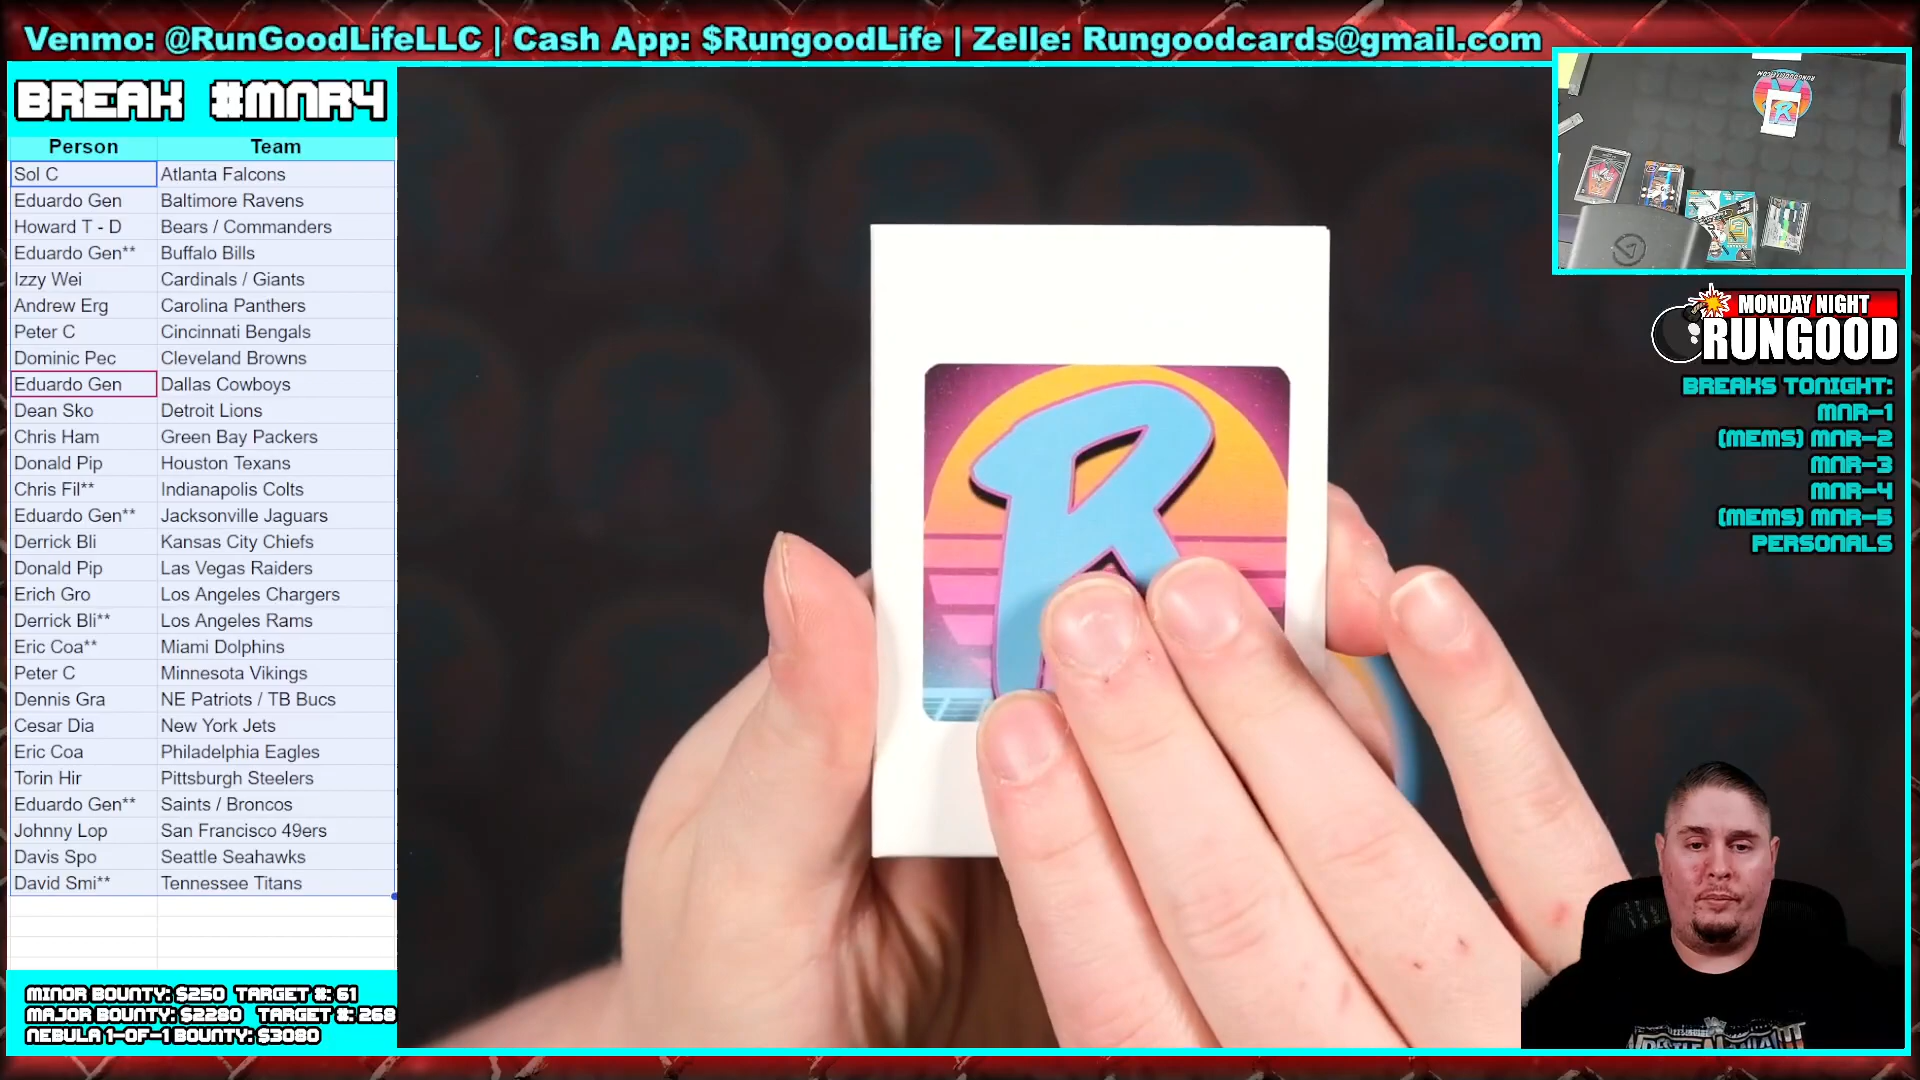 Venmo: @RunGoodLifeLLC | Cash App: $RungoodLife | Zelle: Rungoodcards@gmail.com
BREAK #MNR4
Person Team
Sol C Atlanta Falcons
Eduardo Gen Baltimore Ravens
Howard T - D Bears / Commanders
Eduardo Gen** Buffalo Bills
Izzy Wei Cardinals / Giants
Andrew Erg Carolina Panthers
Peter C Cincinnati Bengals
Dominic Pec Cleveland Browns
Eduardo Gen Dallas Cowboys
Dean Sko Detroit Lions
Chris Ham Green Bay Packers
Donald Pip Houston Texans
Chris Fil** Indianapolis Colts
Eduardo Gen** Jacksonville Jaguars
Derrick Bli Kansas City Chiefs
Donald Pip Las Vegas Raiders
Erich Gro Los Angeles Chargers
Derrick Bli** Los Angeles Rams
Eric Coa** Miami Dolphins
Peter C Minnesota Vikings
Dennis Gra NE Patriots / TB Bucs
Cesar Dia New York Jets
Eric Coa Philadelphia Eagles
Torin Hir Pittsburgh Steelers
Eduardo Gen** Saints / Broncos
Johnny Lop San Francisco 49ers
Davis Spo Seattle Seahawks
David Smi** Tennessee Titans
MINOR BOUNTY: $250 TARGET #: 61
MAJOR BOUNTY: $2280 TARGET #: 268
NEBULA 1-OF-1 BOUNTY: $3080
R
MONDAY NIGHT
RUNGOOD
BREAKS TONIGHT:
MNR-1
(MEMS) MNR-2
MNR-3
MNR-4
(MEMS) MNR-5
PERSONALS